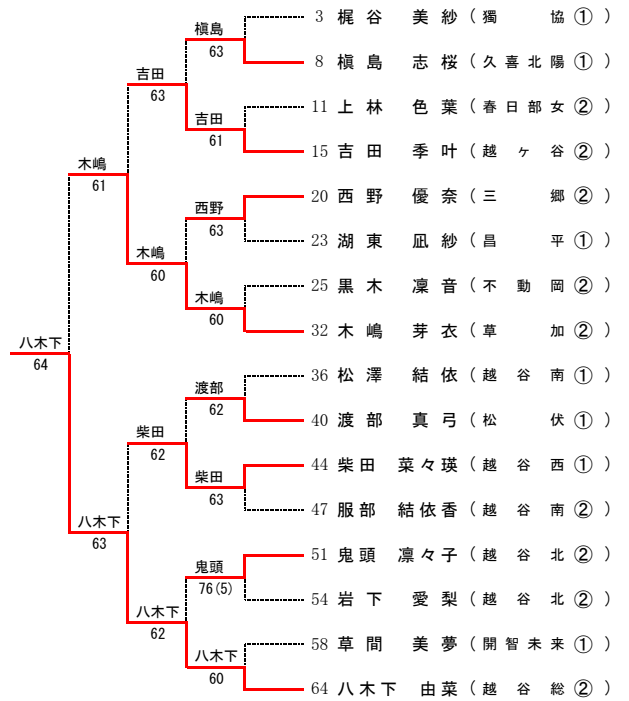 3 梶谷 美紗 ( 獨協 ① )
槇島
63
8 槇島 志桜 ( 久喜北陽 ① )
吉田
63
11 上林 色葉 ( 春日部女 ② )
吉田
61
15 吉田 季叶 ( 越ヶ谷 ② )
木嶋
61
20 西野 優奈 ( 三郷 ② )
西野
63
23 湖東 凪紗 ( 昌平 ① )
木嶋
60
25 黒木 凜音 ( 不動岡 ② )
木嶋
60
32 木嶋 芽衣 ( 草加 ② )
八木下
64
36 松澤 結依 ( 越谷南 ① )
渡部
62
40 渡部 真弓 ( 松伏 ① )
柴田
62
44 柴田 菜々瑛 ( 越谷西 ① )
柴田
63
47 服部 結依香 ( 越谷南 ② )
八木下
63
51 鬼頭 凛々子 ( 越谷北 ② )
鬼頭
76(5)
54 岩下 愛梨 ( 越谷北 ② )
八木下
62
58 草間 美夢 ( 開智未来 ① )
八木下
60
64 八木下 由菜 ( 越谷総 ② )